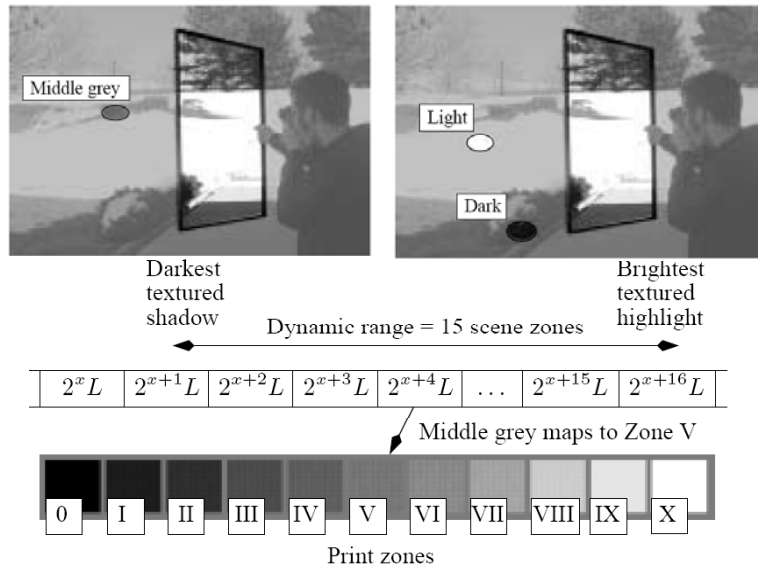 Middle grey
Light
Dark
Darkest
textured
shadow
Brightest
textured
highlight
Dynamic range = 15 scene zones
2^x L 2^{x+1} L 2^{x+2} L 2^{x+3} L 2^{x+4} L ... 2^{x+15} L 2^{x+16} L
Middle grey maps to Zone V
0 I II III IV V VI VII VIII IX X
Print zones